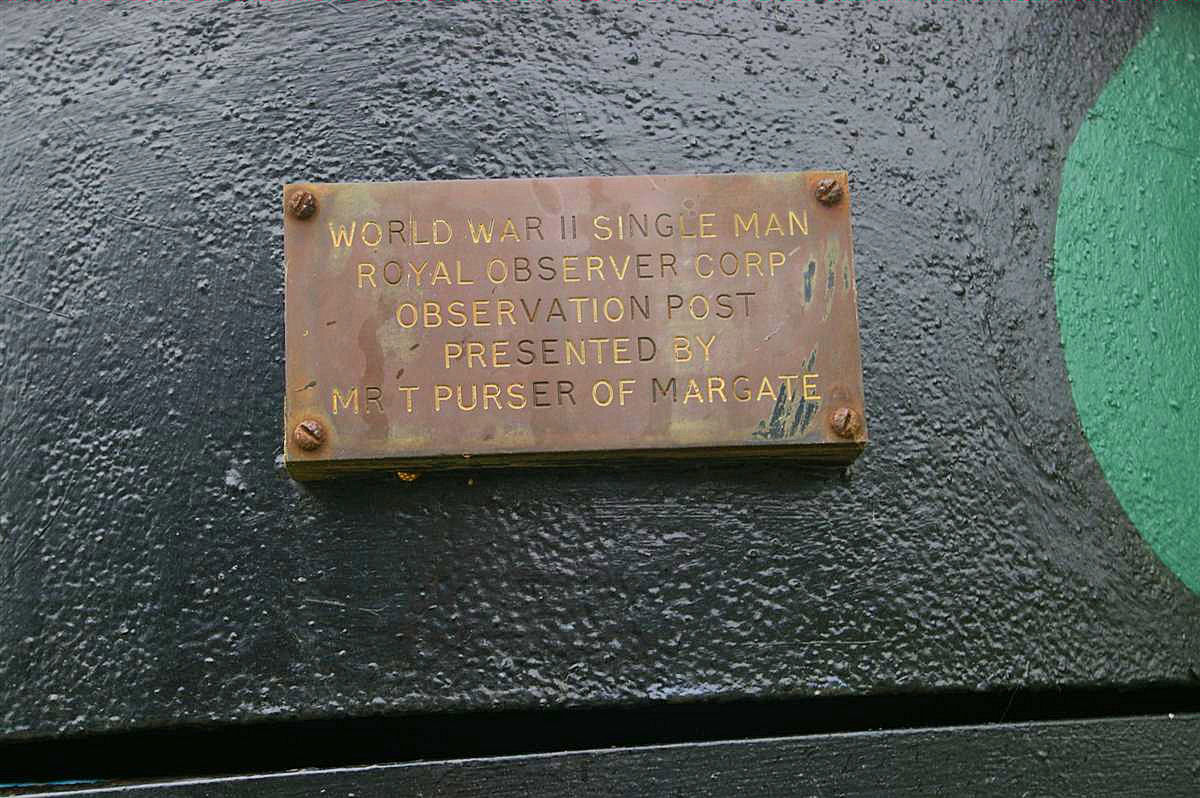 WORLD WAR II SINGLE MAN
ROYAL OBSERVER CORP
OBSERVATION POST
PRESENTED BY
MR T PURSER OF MARGATE